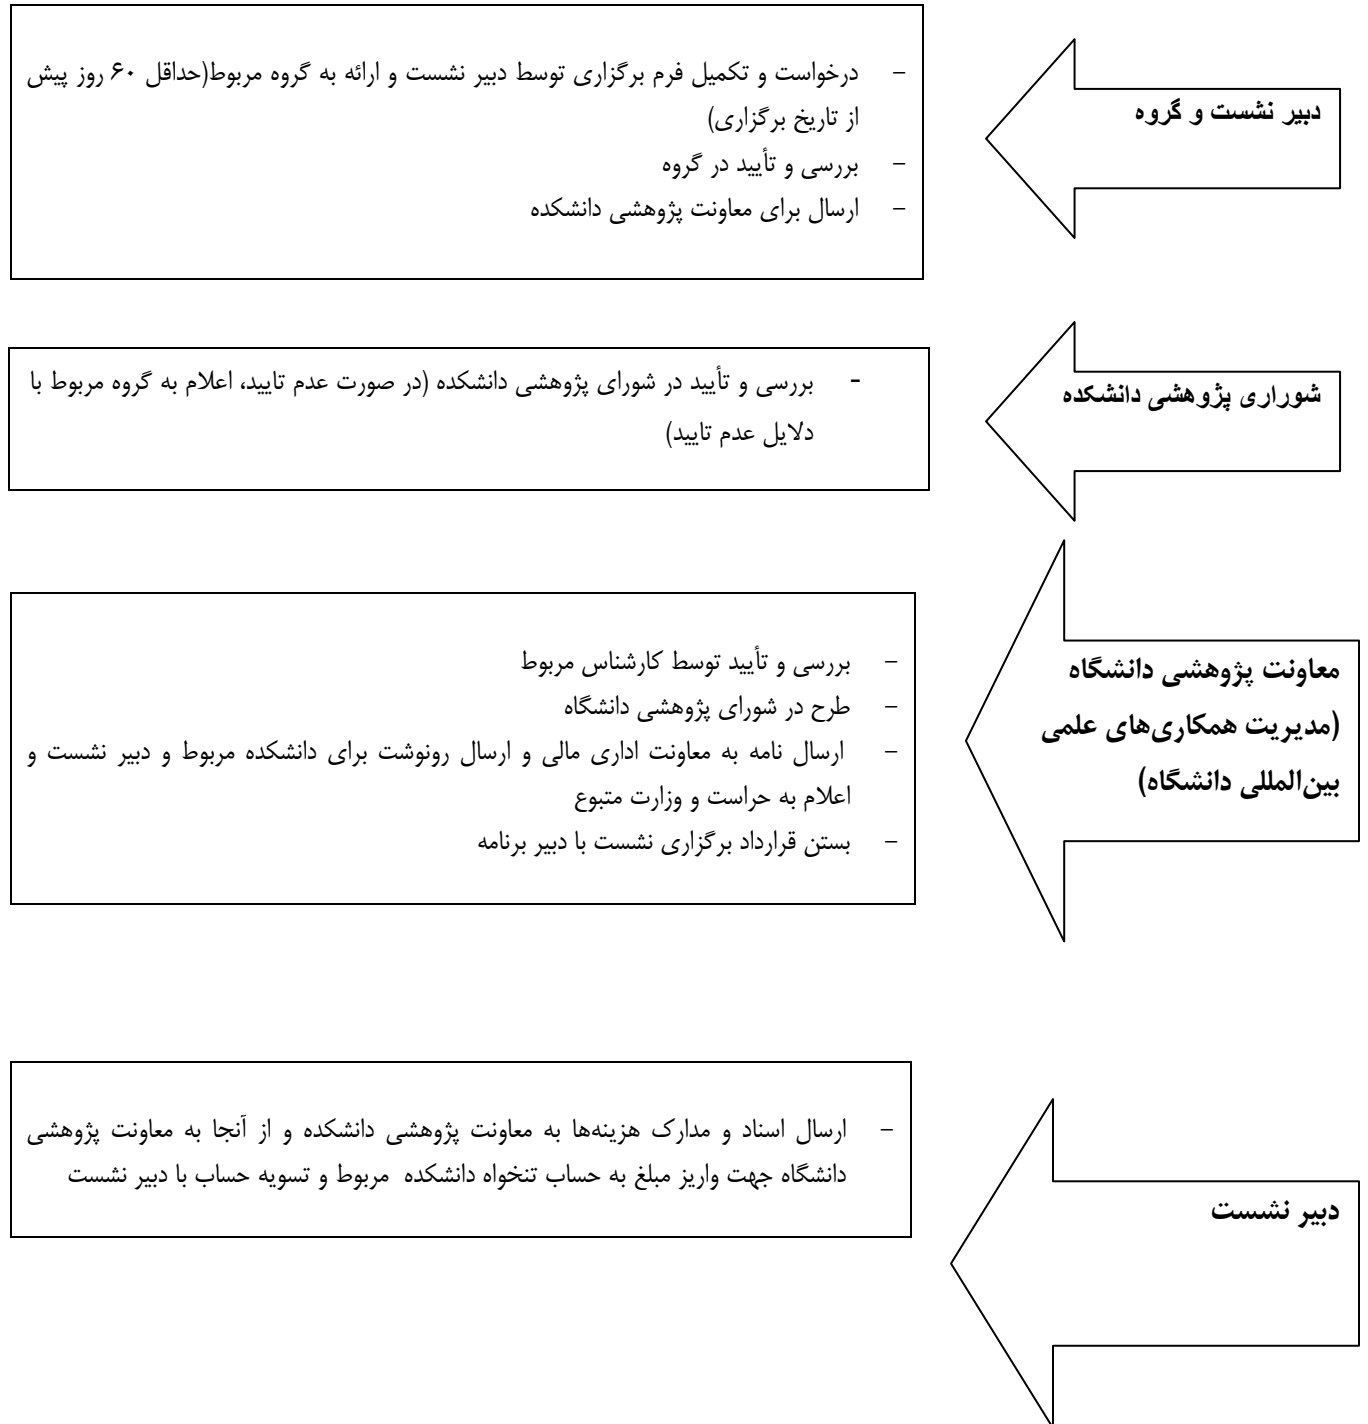 دبیر نشست و گروه
- درخواست و تکمیل فرم برگزاری توسط دبیر نشست و ارائه به گروه مربوط(حداقل ۶۰ روز پیش
از تاریخ برگزاری)
- بررسی و تأیید در گروه
- ارسال برای معاونت پژوهشی دانشکده
شوراری پژوهشی دانشکده
- بررسی و تأیید در شورای پژوهشی دانشکده (در صورت عدم تایید، اعلام به گروه مربوط با
دلایل عدم تایید)
معاونت پژوهشی دانشگاه
(مدیریت همکاری‌های علمی
بین‌المللی دانشگاه)
- بررسی و تأیید توسط کارشناس مربوط
- طرح در شورای پژوهشی دانشگاه
- ارسال نامه به معاونت اداری مالی و ارسال رونوشت برای دانشکده مربوط و دبیر نشست و
اعلام به حراست و وزارت متبوع
- بستن قرارداد برگزاری نشست با دبیر برنامه
دبیر نشست
- ارسال اسناد و مدارک هزینه‌ها به معاونت پژوهشی دانشکده و از آنجا به معاونت پژوهشی
دانشگاه جهت واریز مبلغ به حساب تنخواه دانشکده مربوط و تسویه حساب با دبیر نشست